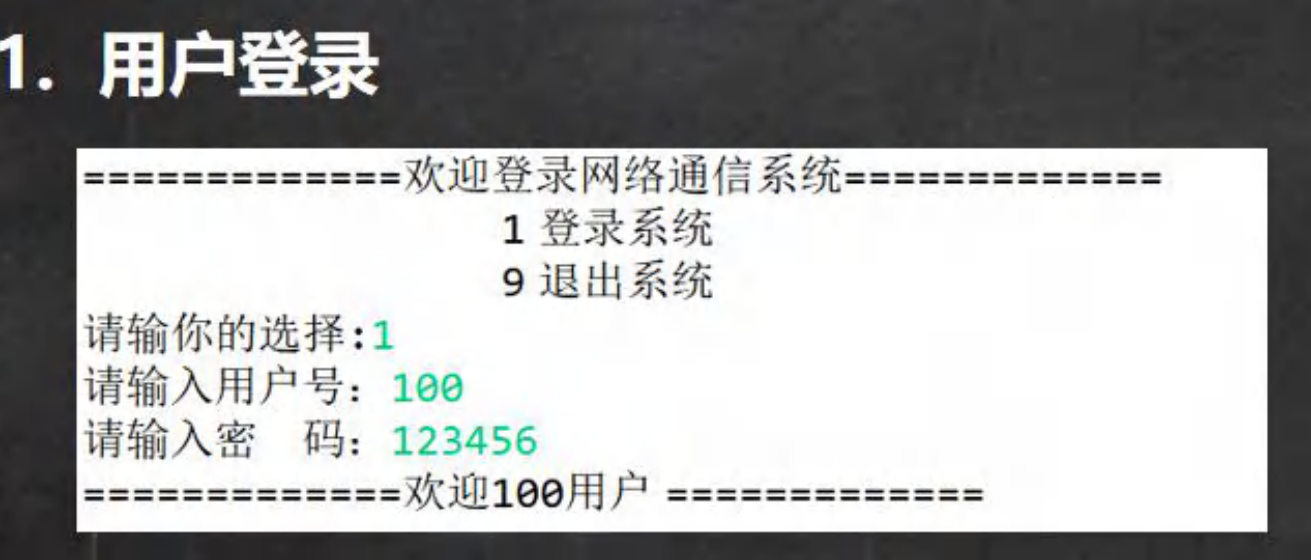 1. 用户登录
=============欢迎登录网络通信系统=============
1 登录系统
9 退出系统
请输你的选择:1
请输入用户号：100
请输入密　码：123456
=============欢迎100用户 =============